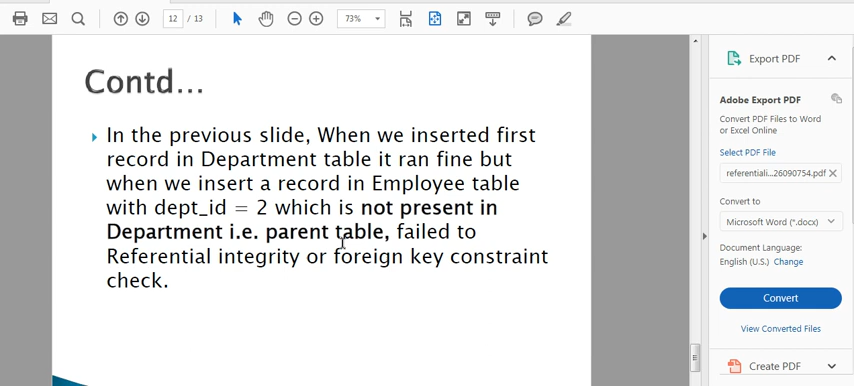 12 / 13
73%
Contd...
In the previous slide, When we inserted first
record in Department table it ran fine but
when we insert a record in Employee table
with dept_id = 2 which is not present in
Department i.e. parent table, failed to
Referential integrity or foreign key constraint
check.
Export PDF
Adobe Export PDF
Convert PDF Files to Word
or Excel Online
Select PDF File
referentiali...26090754.pdf
Convert to
Microsoft Word (*.docx)
Document Language:
English (U.S.) Change
Convert
View Converted Files
Create PDF